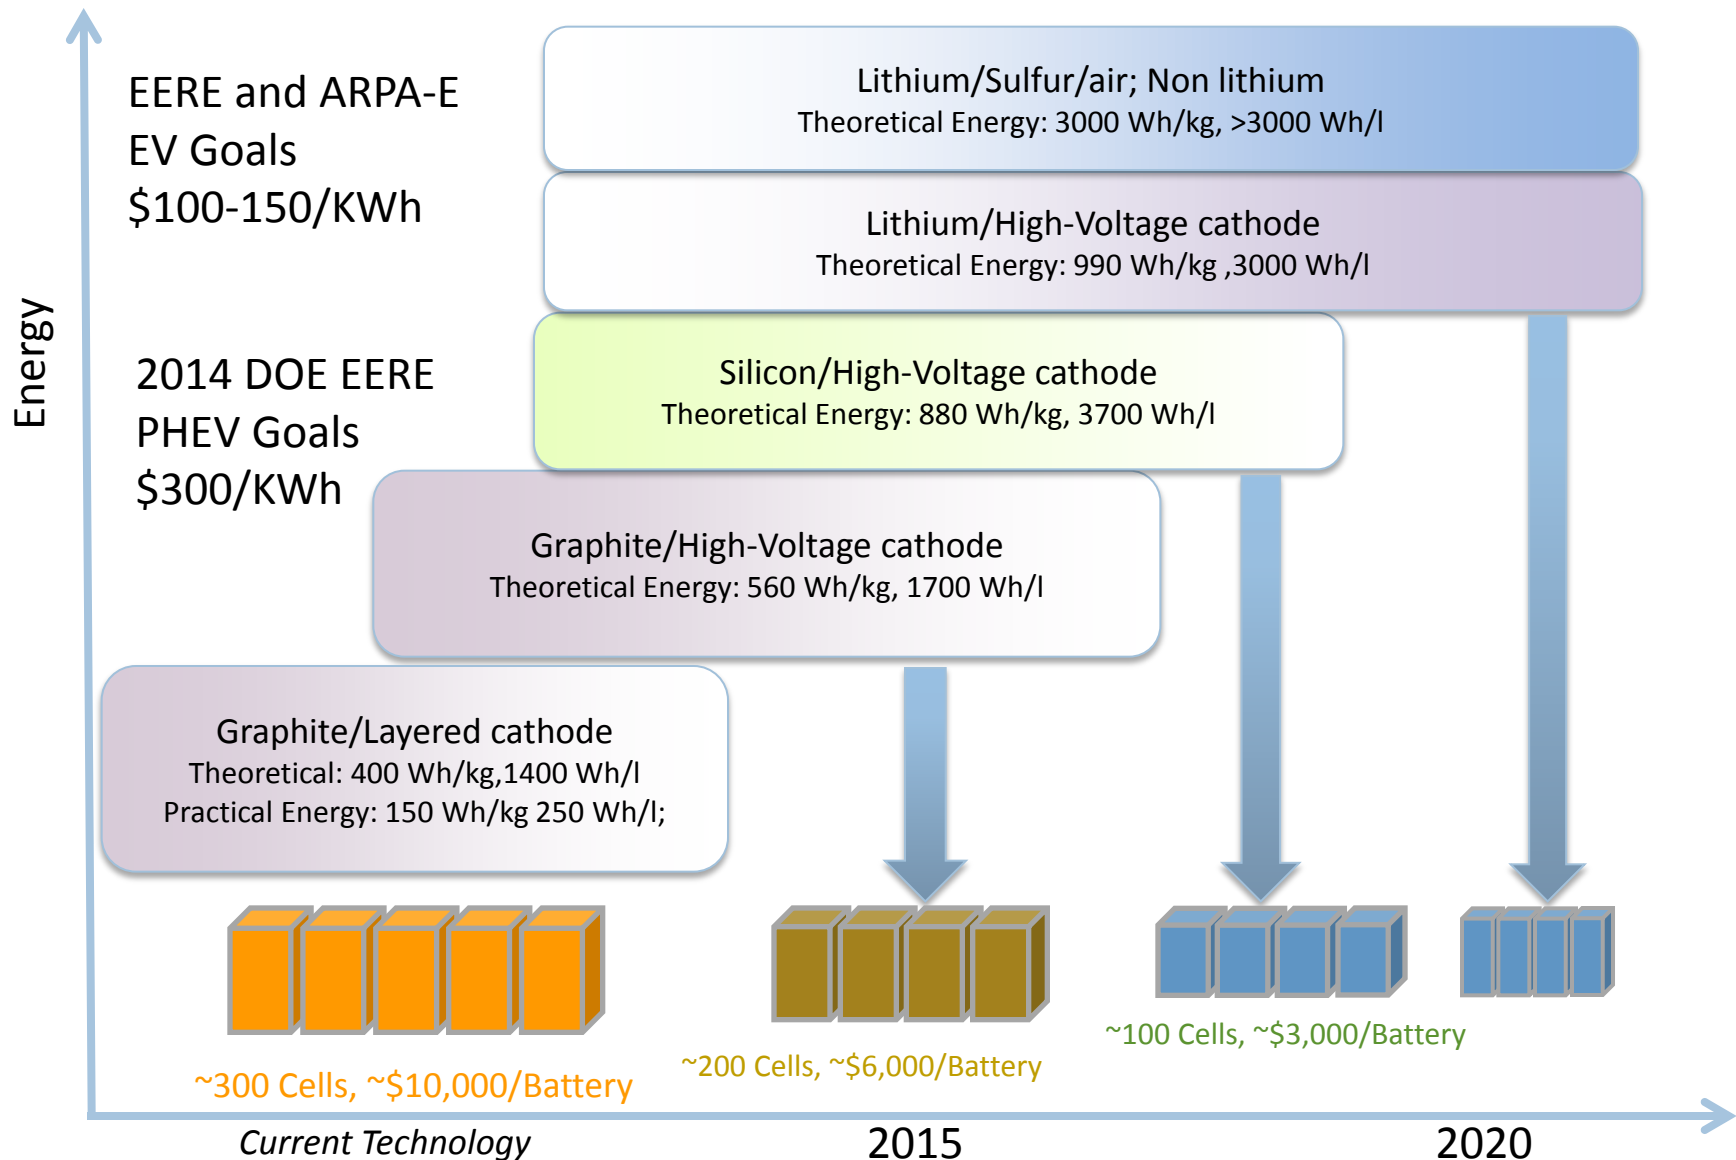 Energy
EERE and ARPA-E
EV Goals
$100-150/KWh
Lithium/Sulfur/air; Non lithium
Theoretical Energy: 3000 Wh/kg, >3000 Wh/l
Lithium/High-Voltage cathode
Theoretical Energy: 990 Wh/kg ,3000 Wh/l
2014 DOE EERE
PHEV Goals
$300/KWh
Silicon/High-Voltage cathode
Theoretical Energy: 880 Wh/kg, 3700 Wh/l
Graphite/High-Voltage cathode
Theoretical Energy: 560 Wh/kg, 1700 Wh/l
Graphite/Layered cathode
Theoretical: 400 Wh/kg,1400 Wh/l
Practical Energy: 150 Wh/kg 250 Wh/l;
~300 Cells, ~$10,000/Battery
~200 Cells, ~$6,000/Battery
~100 Cells, ~$3,000/Battery
Current Technology
2015
2020